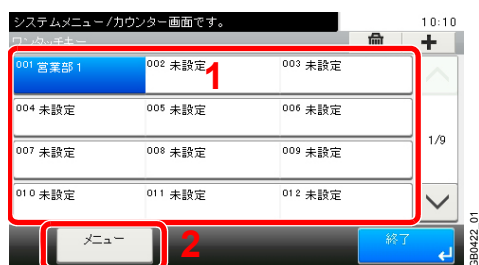 システムメニュー/カウンター画面です。 10:10
ワンタッチキー
001 営業部1 002 未設定 003 未設定
1
004 未設定 005 未設定 006 未設定
007 未設定 008 未設定 009 未設定 1/9
010 未設定 011 未設定 012 未設定
メニュー 2 終了
GB0422_01